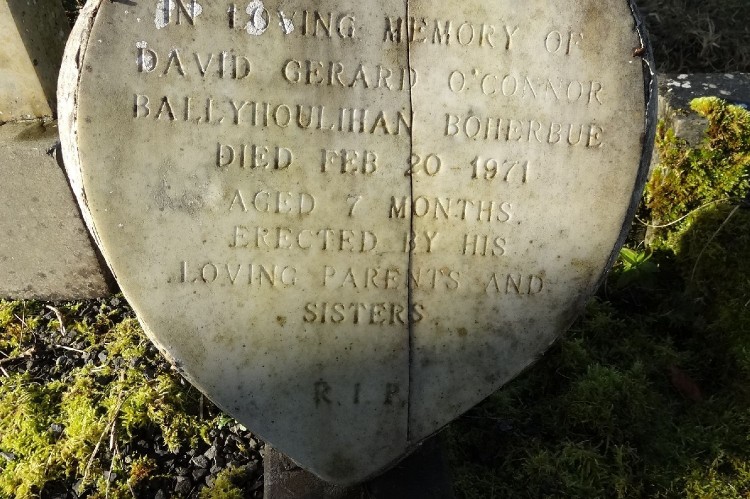 IN LOVING MEMORY OF
DAVID GERARD O'CONNOR
BALLYHOULIHAN BOHERBUE
DIED FEB 20-1971
AGED 7 MONTHS
ERECTED BY HIS
LOVING PARENTS AND
SISTERS
R.I.P.